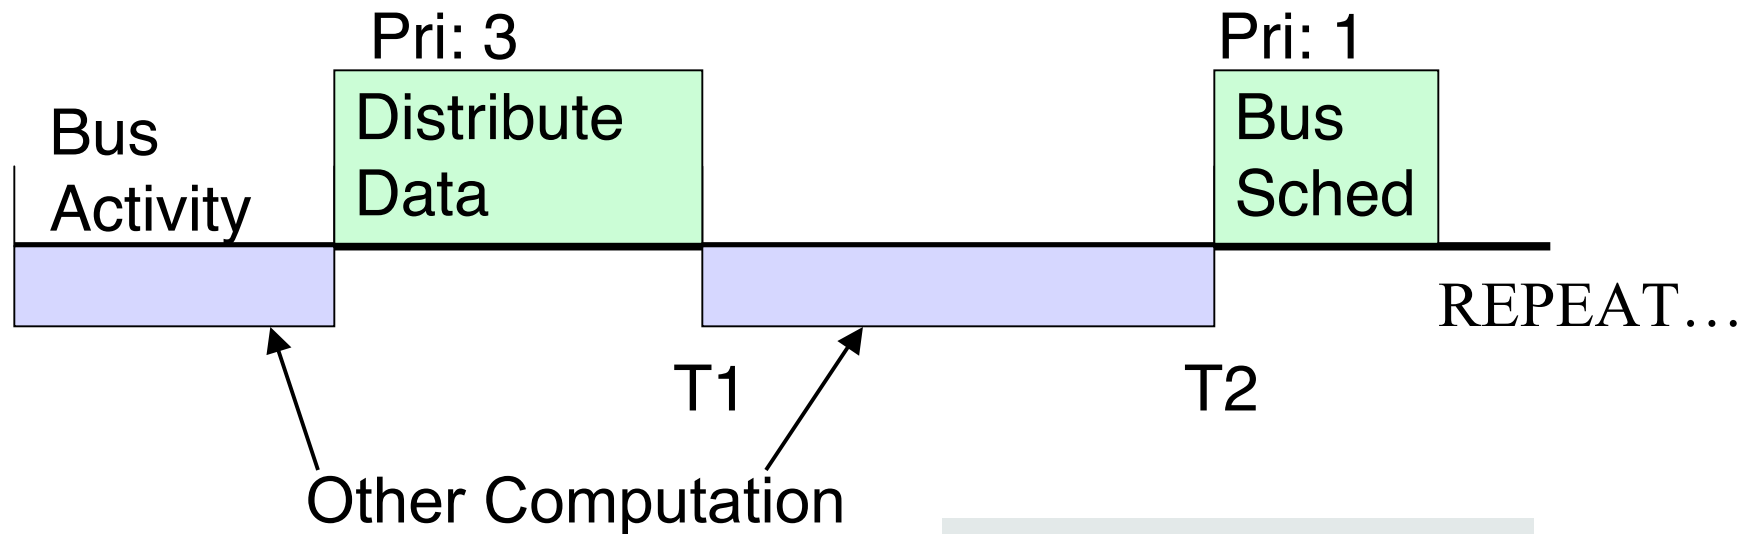 Pri: 3
Pri: 1
Bus
Activity
Distribute
Data
Bus
Sched
REPEAT…
T1
T2
Other Computation